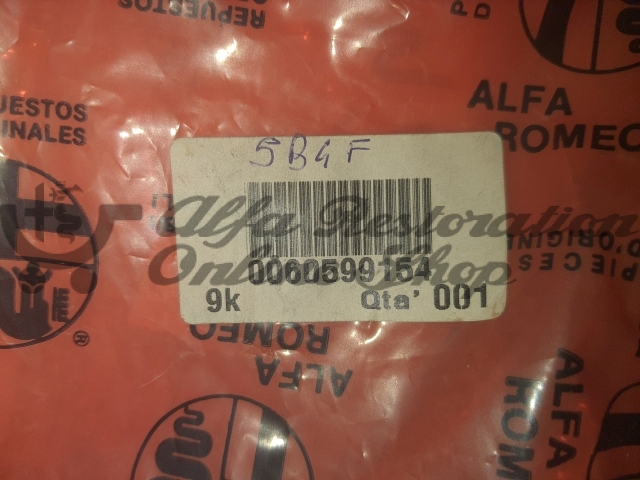 REPUESTOS
P
D
UESTOS
INALES
ALFA
ROMEO
5B4F
Alfa Restoration
Online Shop
0060599154
9k
Qta' 001
PIECES
D'ORIGINE
®
ALFA
ROMEO
ALFA
ROMEO